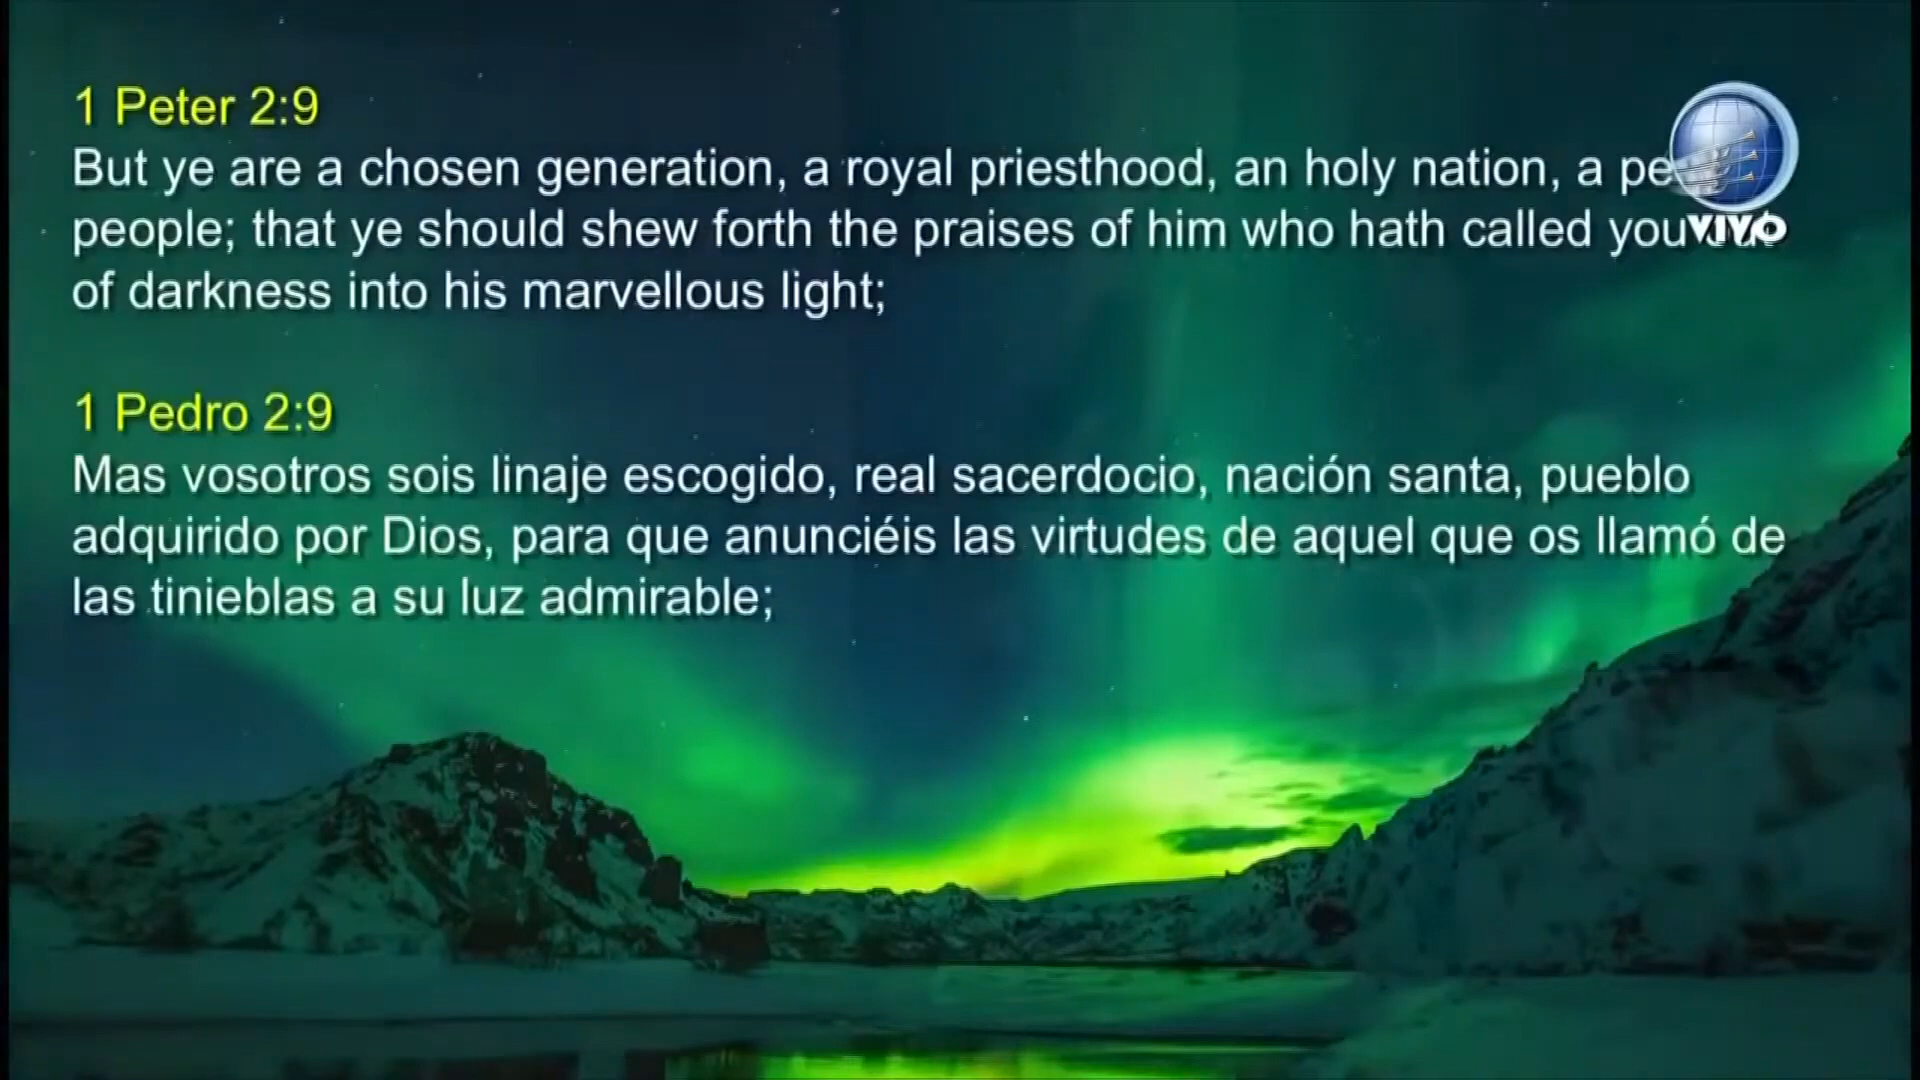 1 Peter 2:9
But ye are a chosen generation, a royal priesthood, an holy nation, a
people; that ye should shew forth the praises of him who hath called you
of darkness into his marvellous light;
1 Pedro 2:9
Mas vosotros sois linaje escogido, real sacerdocio, nación santa, pueblo
adquirido por Dios, para que anunciéis las virtudes de aquel que os llamó de
las tinieblas a su luz admirable;
VIVO